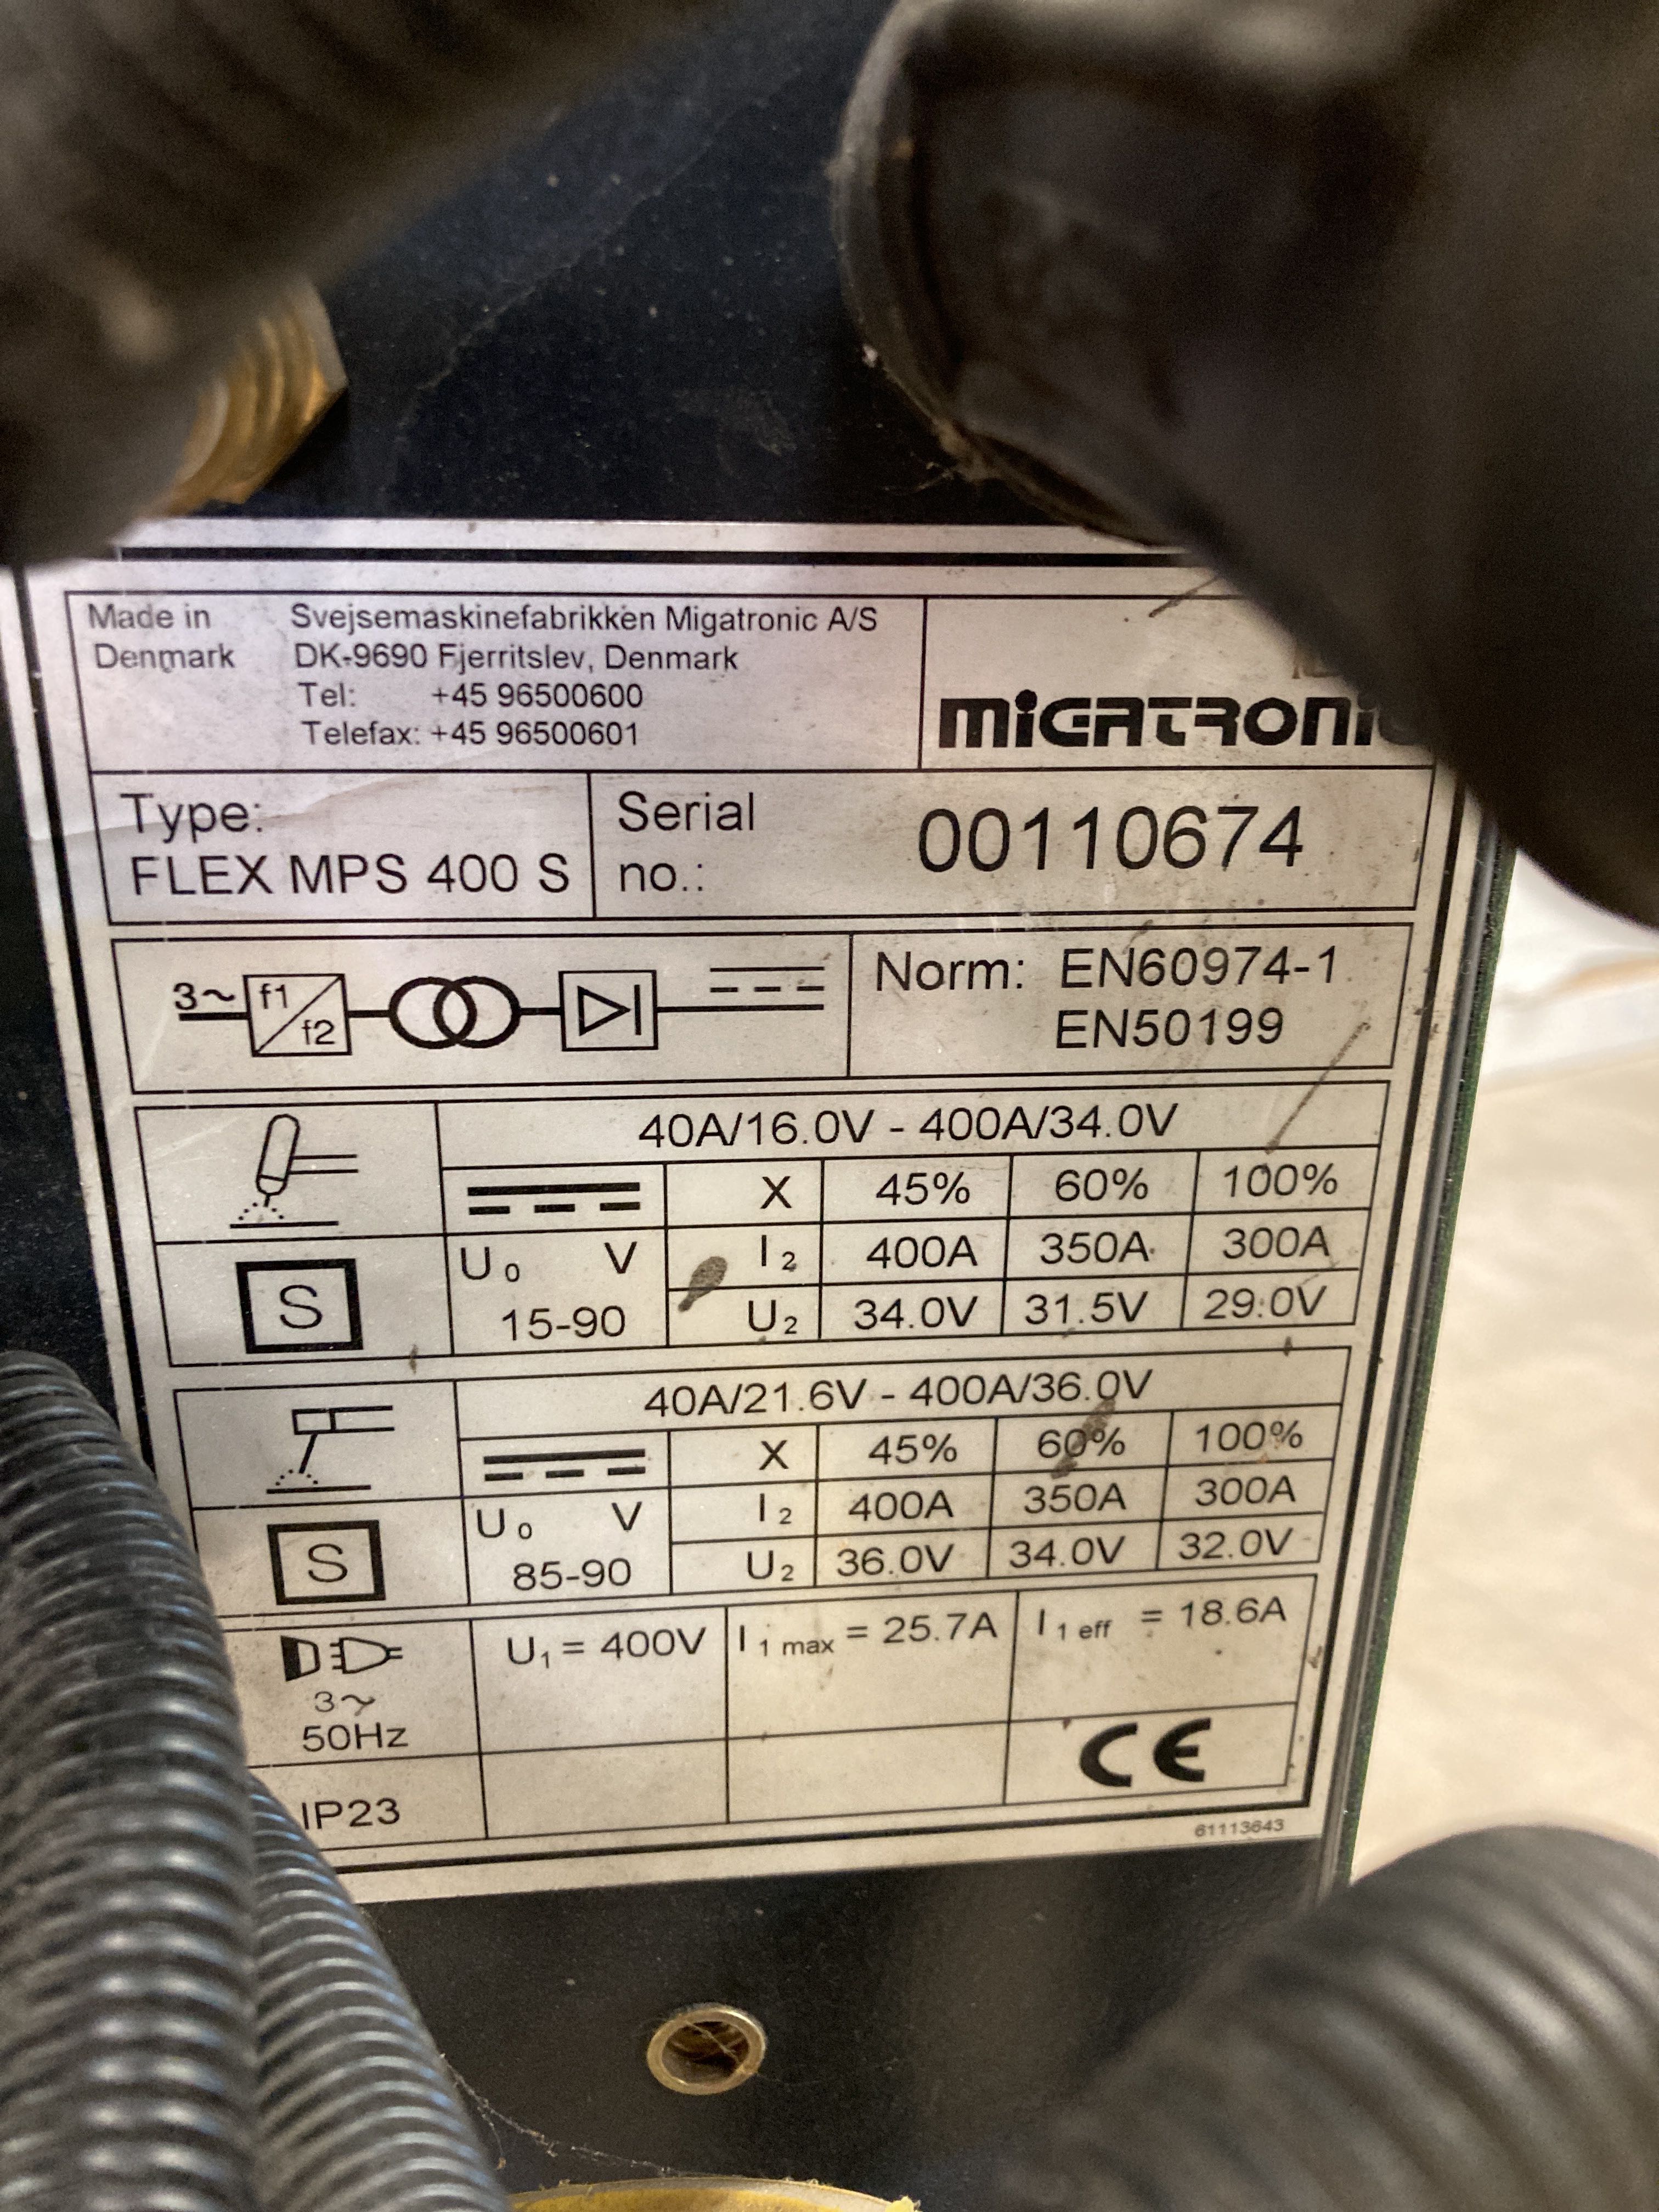 Made in Svejsemaskinefabrikken Migatronic A/S
Denmark DK-9690 Fjerritslev, Denmark
Tel: +45 96500600
Telefax: +45 96500601
MIGATRONIC
Type: Serial
FLEX MPS 400 S no.: 00110674
3~ f1 Norm: EN60974-1
f2 EN50199
40A/16.0V - 400A/34.0V
X 45% 60% 100%
U0 V I2 400A 350A 300A
S 15-90 U2 34.0V 31.5V 29.0V
40A/21.6V - 400A/36.0V
X 45% 60% 100%
U0 V I2 400A 350A 300A
S 85-90 U2 36.0V 34.0V 32.0V
U1 = 400V I1 max = 25.7A I1 eff = 18.6A
3~
50Hz
CE
IP23
61113643